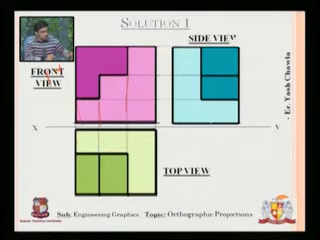 SOLUTION 1
SIDE VIEW
FRONT
VIEW
- Er. Yash Chawla
X
Y
TOP VIEW
Sub: Engineering Graphics Topic: Orthographic Projections